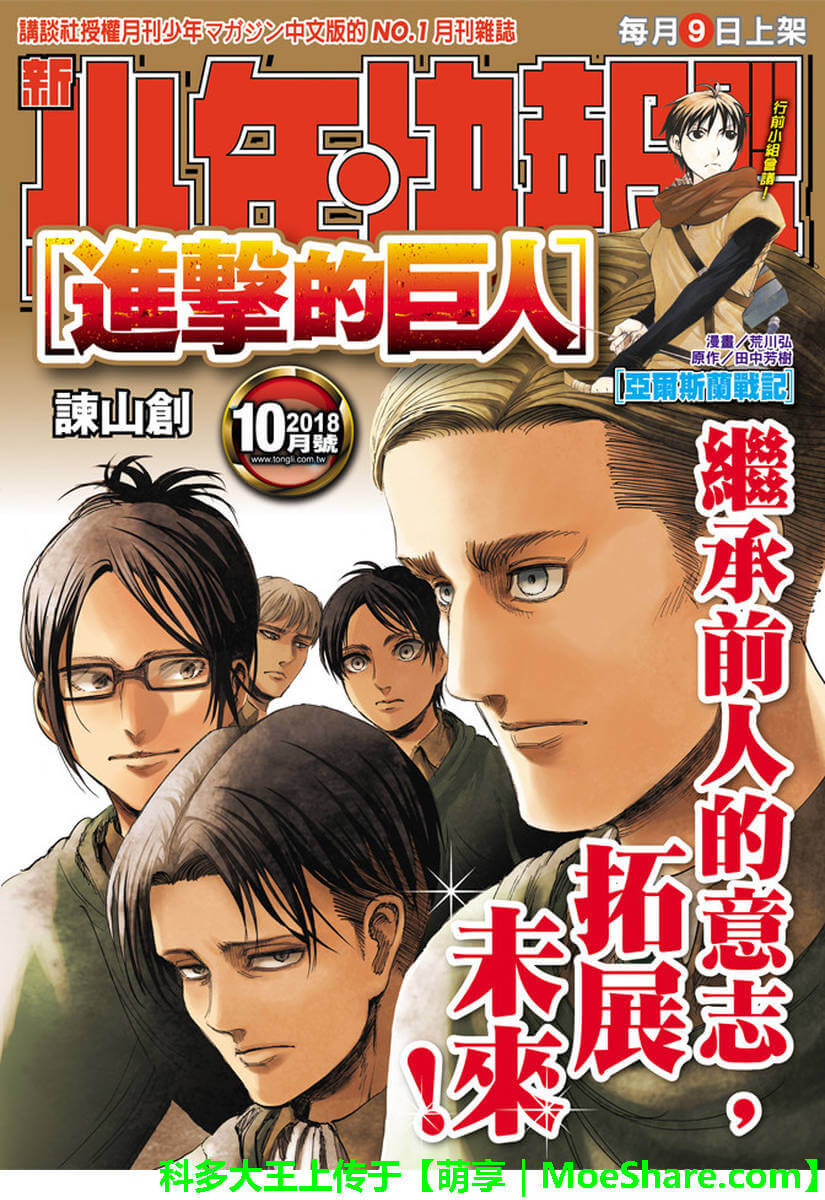 講談社授權月刊少年マガジン中文版的 NO.1 月刊雜誌
每月9日上架
新
少年快報
行前小組會議!
[進擊的巨人]
漫畫/荒川弘
原作/田中芳樹
[亞爾斯蘭戰記]
諫山創
2018
10月號
www.tongli.com.tw
繼承前人的意志,
拓展
未來!
科多大王上传于【萌享|MoeShare.com】